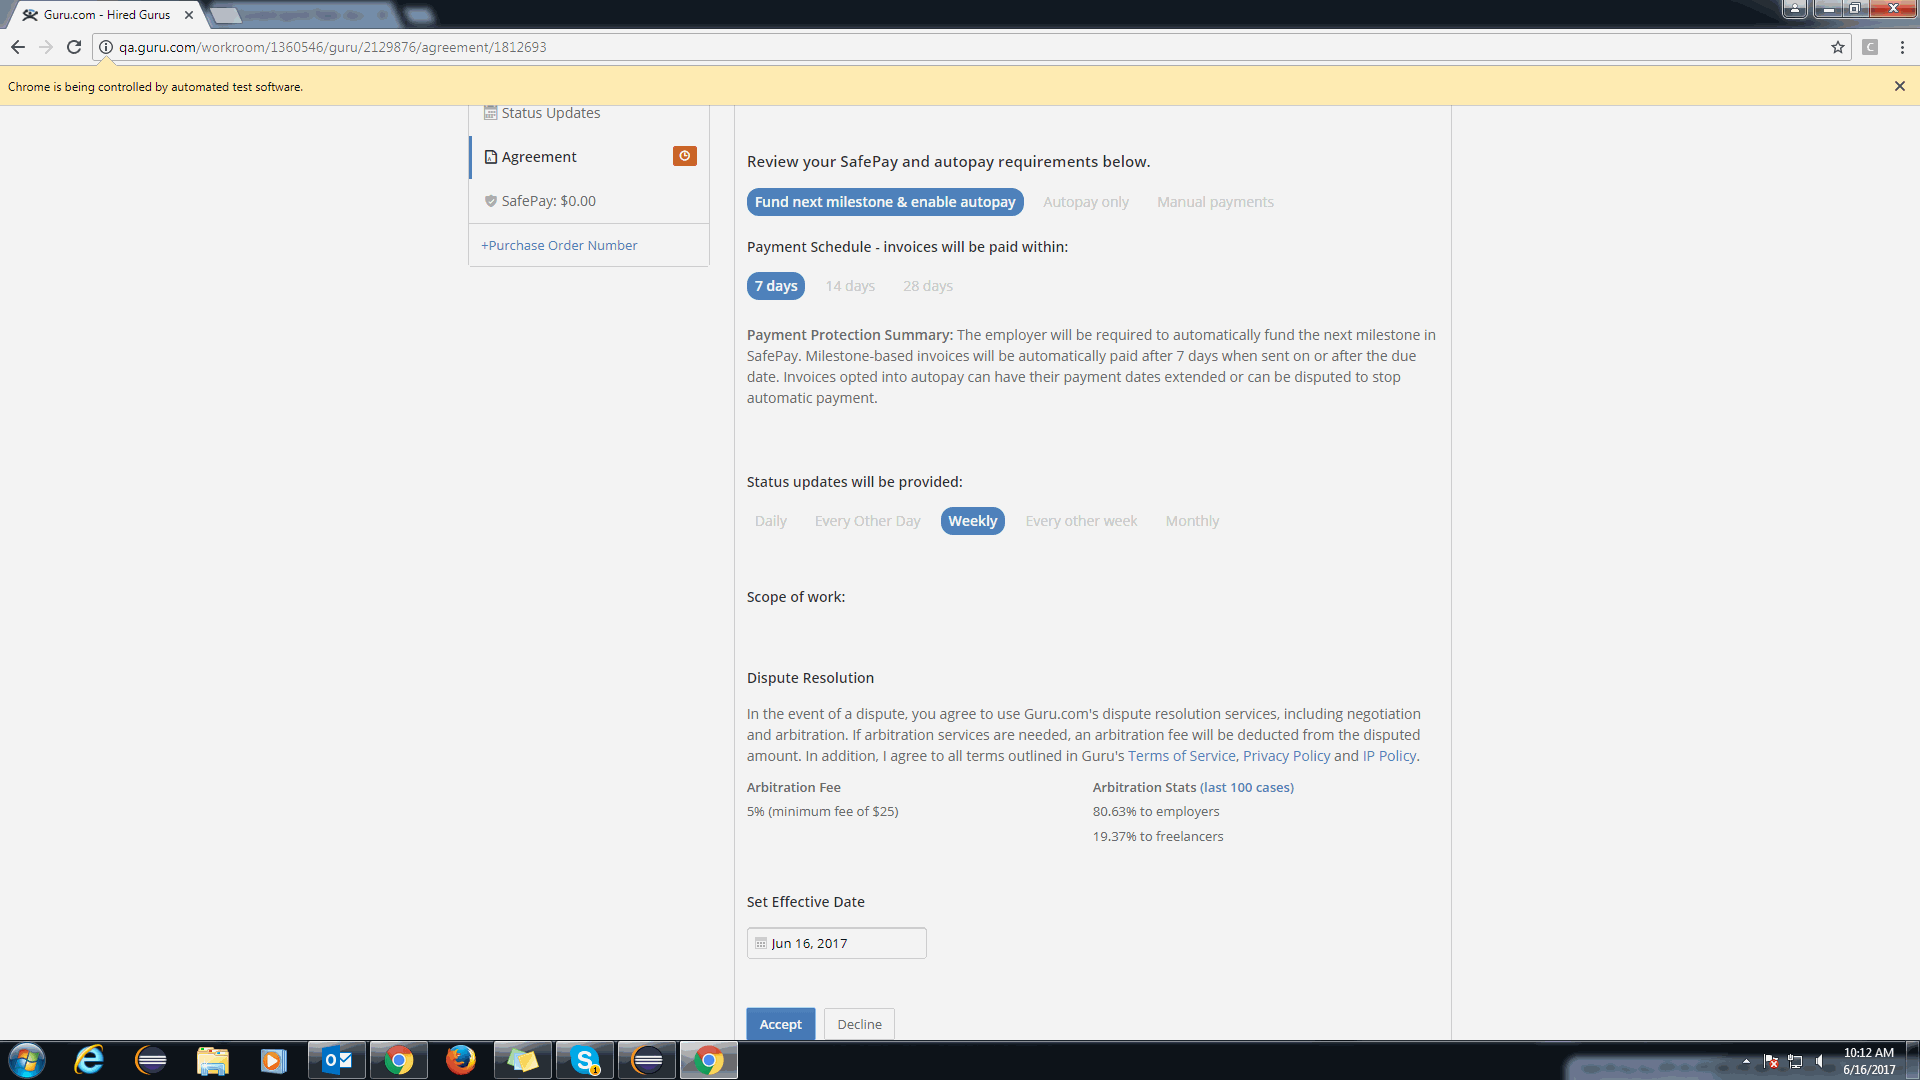 Guru.com - Hired Gurus
qa.guru.com/workroom/1360546/guru/2129876/agreement/1812693
C
Chrome is being controlled by automated test software.
Status Updates
Agreement
SafePay: $0.00
+Purchase Order Number
Review your SafePay and autopay requirements below.
Fund next milestone & enable autopay Autopay only Manual payments
Payment Schedule - invoices will be paid within:
7 days 14 days 28 days
Payment Protection Summary: The employer will be required to automatically fund the next milestone in
SafePay. Milestone-based invoices will be automatically paid after 7 days when sent on or after the due
date. Invoices opted into autopay can have their payment dates extended or can be disputed to stop
automatic payment.
Status updates will be provided:
Daily Every Other Day Weekly Every other week Monthly
Scope of work:
Dispute Resolution
In the event of a dispute, you agree to use Guru.com's dispute resolution services, including negotiation
and arbitration. If arbitration services are needed, an arbitration fee will be deducted from the disputed
amount. In addition, I agree to all terms outlined in Guru's Terms of Service, Privacy Policy and IP Policy.
Arbitration Fee
5% (minimum fee of $25)
Arbitration Stats (last 100 cases)
80.63% to employers
19.37% to freelancers
Set Effective Date
Jun 16, 2017
Accept Decline
10:12 AM
6/16/2017